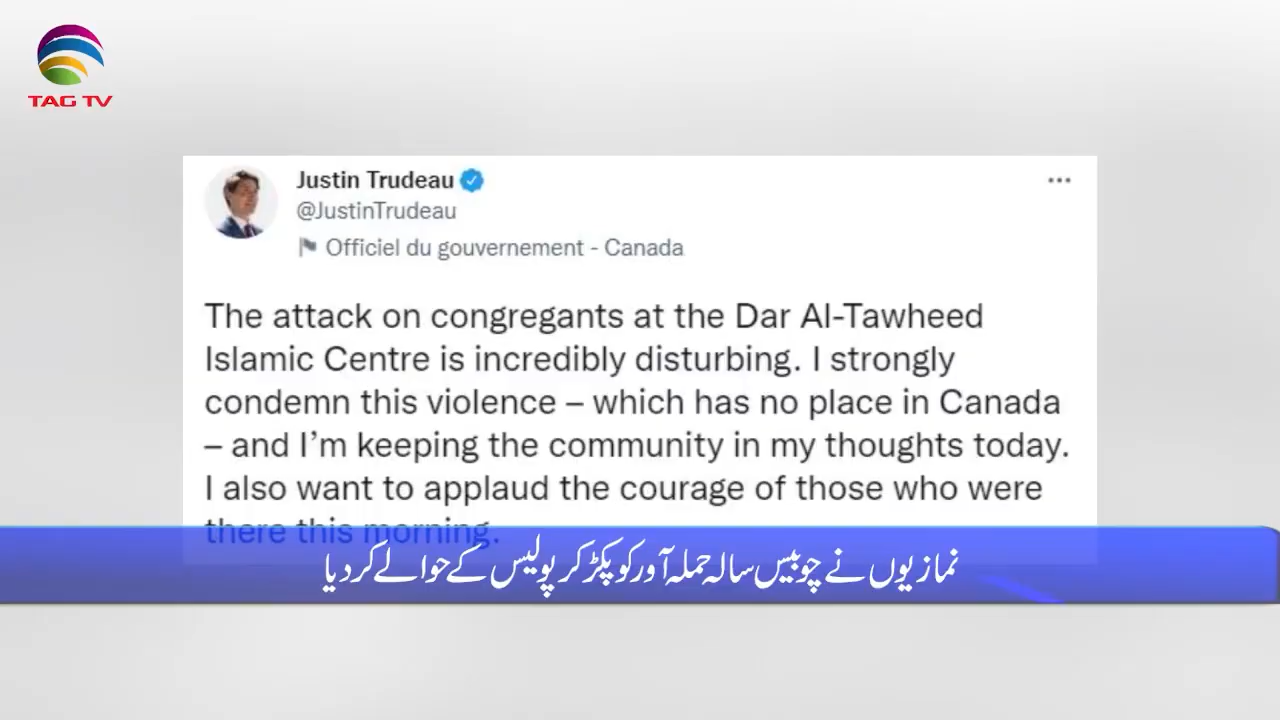 TAG TV
Justin Trudeau
@JustinTrudeau
Officiel du gouvernement - Canada
The attack on congregants at the Dar Al-Tawheed
Islamic Centre is incredibly disturbing. I strongly
condemn this violence – which has no place in Canada
– and I’m keeping the community in my thoughts today.
I also want to applaud the courage of those who were
there this morning.
نمازیوں نے چوبیس سالہ حملہ آور کو پکڑ کر پولیس کے حوالے کر دیا